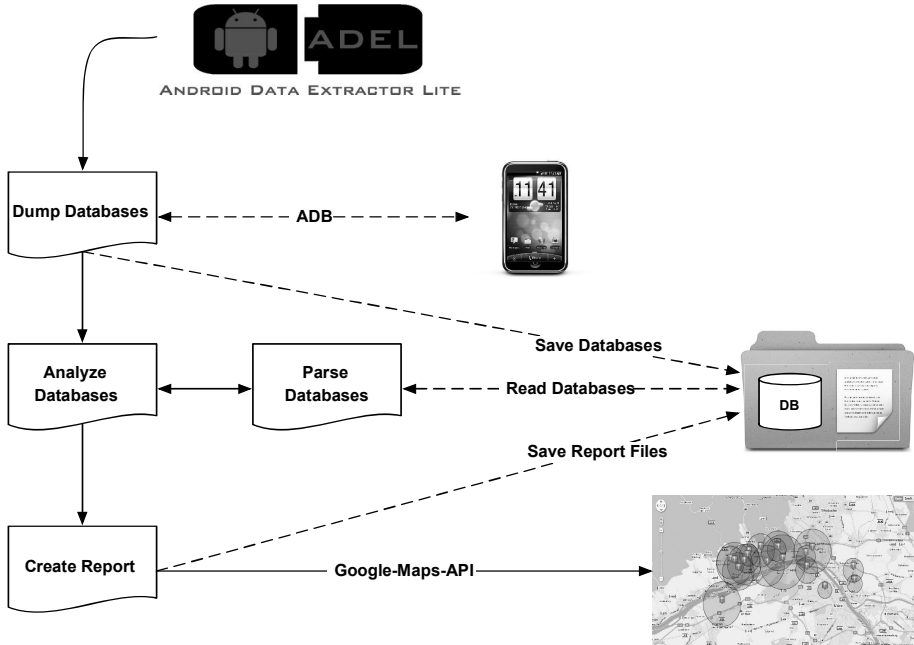 ADEL
ANDROID DATA EXTRACTOR LITE
Dump Databases
ADB
11 41
Save Databases
Analyze
Databases
Parse
Databases
Read Databases
DB
Save Report Files
Create Report
Google-Maps-API